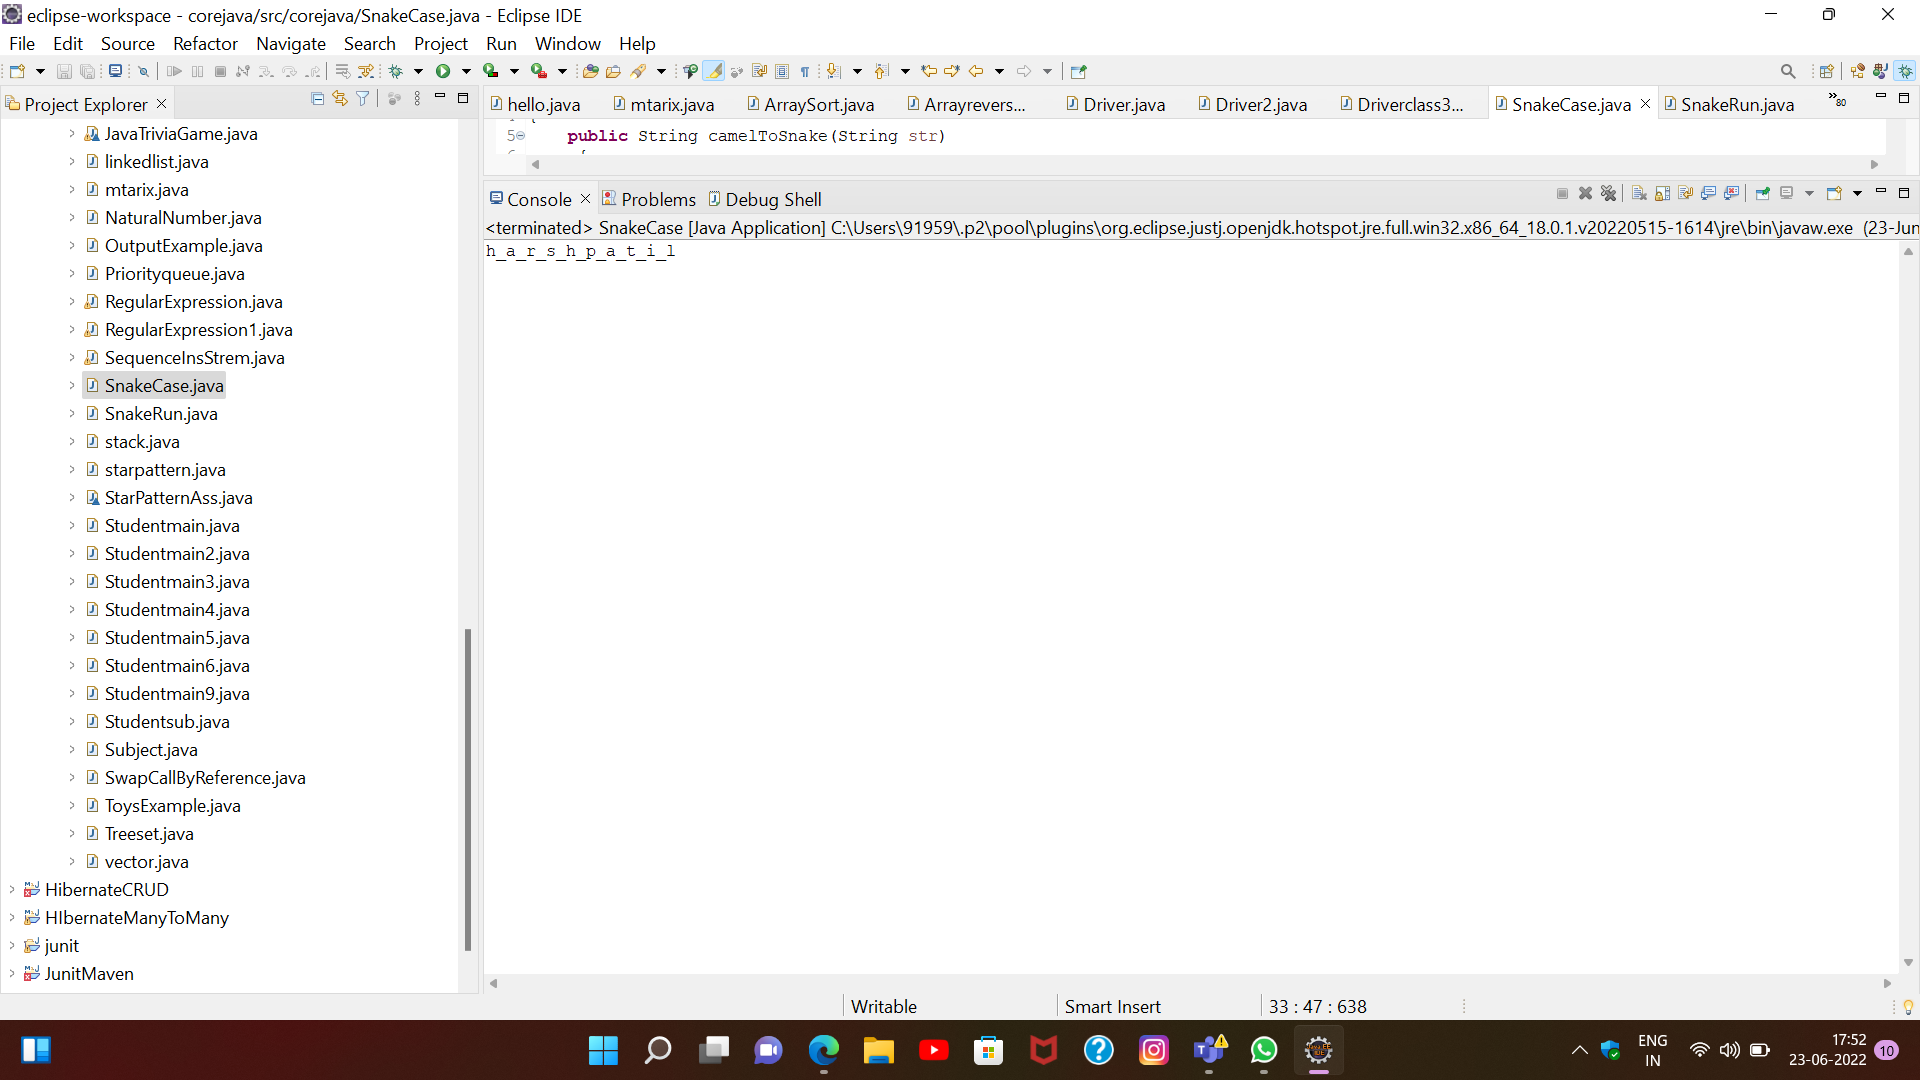 eclipse-workspace - corejava/src/corejava/SnakeCase.java - Eclipse IDE
File Edit Source Refactor Navigate Search Project Run Window Help
Project Explorer
JavaTriviaGame.java
linkedlist.java
mtarix.java
NaturalNumber.java
OutputExample.java
Priorityqueue.java
RegularExpression.java
RegularExpression1.java
SequenceInsStrem.java
SnakeCase.java
SnakeRun.java
stack.java
starpattern.java
StarPatternAss.java
Studentmain.java
Studentmain2.java
Studentmain3.java
Studentmain4.java
Studentmain5.java
Studentmain6.java
Studentmain9.java
Studentsub.java
Subject.java
SwapCallByReference.java
ToysExample.java
Treeset.java
vector.java
HibernateCRUD
HIbernateManyToMany
junit
JunitMaven
hello.java mtarix.java ArraySort.java Arrayrevers... Driver.java Driver2.java Driverclass3... SnakeCase.java SnakeRun.java »80
5 public String camelToSnake(String str)
Console Problems Debug Shell
<terminated> SnakeCase [Java Application] C:\Users\91959\.p2\pool\plugins\org.eclipse.justj.openjdk.hotspot.jre.full.win32.x86_64_18.0.1.v20220515-1614\jre\bin\javaw.exe (23-Jun
h_a_r_s_h_p_a_t_i_l
Writable Smart Insert 33 : 47 : 638
ENG
IN
17:52
23-06-2022
10